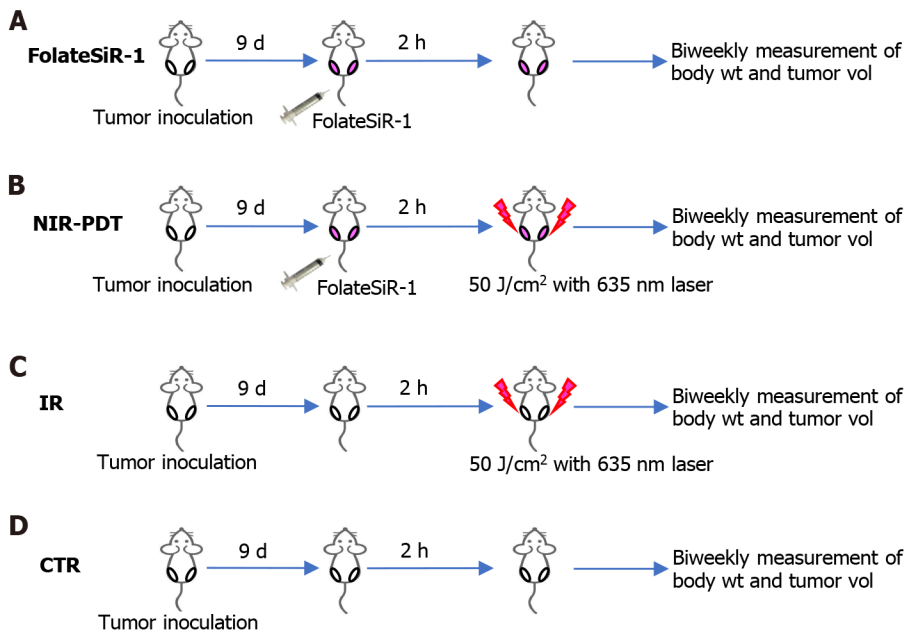 A
FolateSiR-1
9 d
2 h
Tumor inoculation
FolateSiR-1
Biweekly measurement of
body wt and tumor vol
B
NIR-PDT
9 d
2 h
Tumor inoculation
FolateSiR-1
50 J/cm² with 635 nm laser
Biweekly measurement of
body wt and tumor vol
C
IR
9 d
2 h
Tumor inoculation
50 J/cm² with 635 nm laser
Biweekly measurement of
body wt and tumor vol
D
CTR
9 d
2 h
Tumor inoculation
Biweekly measurement of
body wt and tumor vol